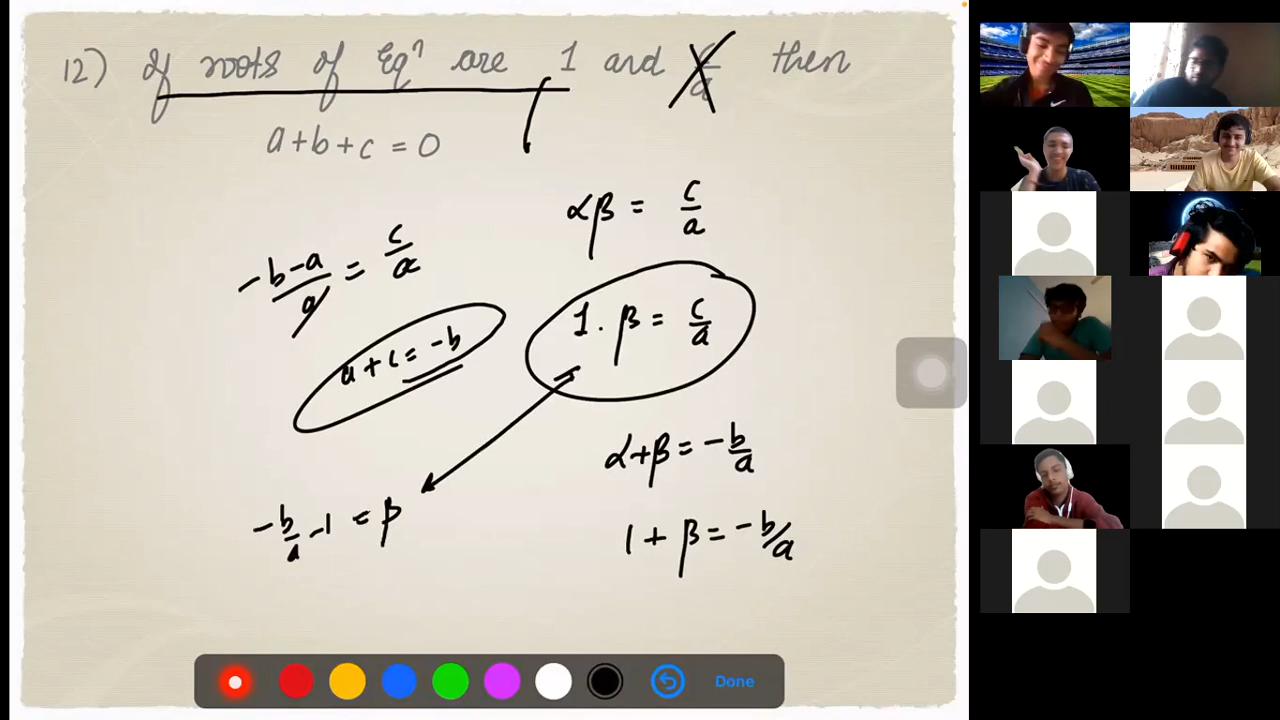 12) If roots of Eqn are 1 and c/a then
a+b+c = 0
αβ = c/a
-b-a/a = c/a
1. β = c/a
a+c = -b
α+β = -b/a
-b/a -1 = β
1 + β = -b/a
Done